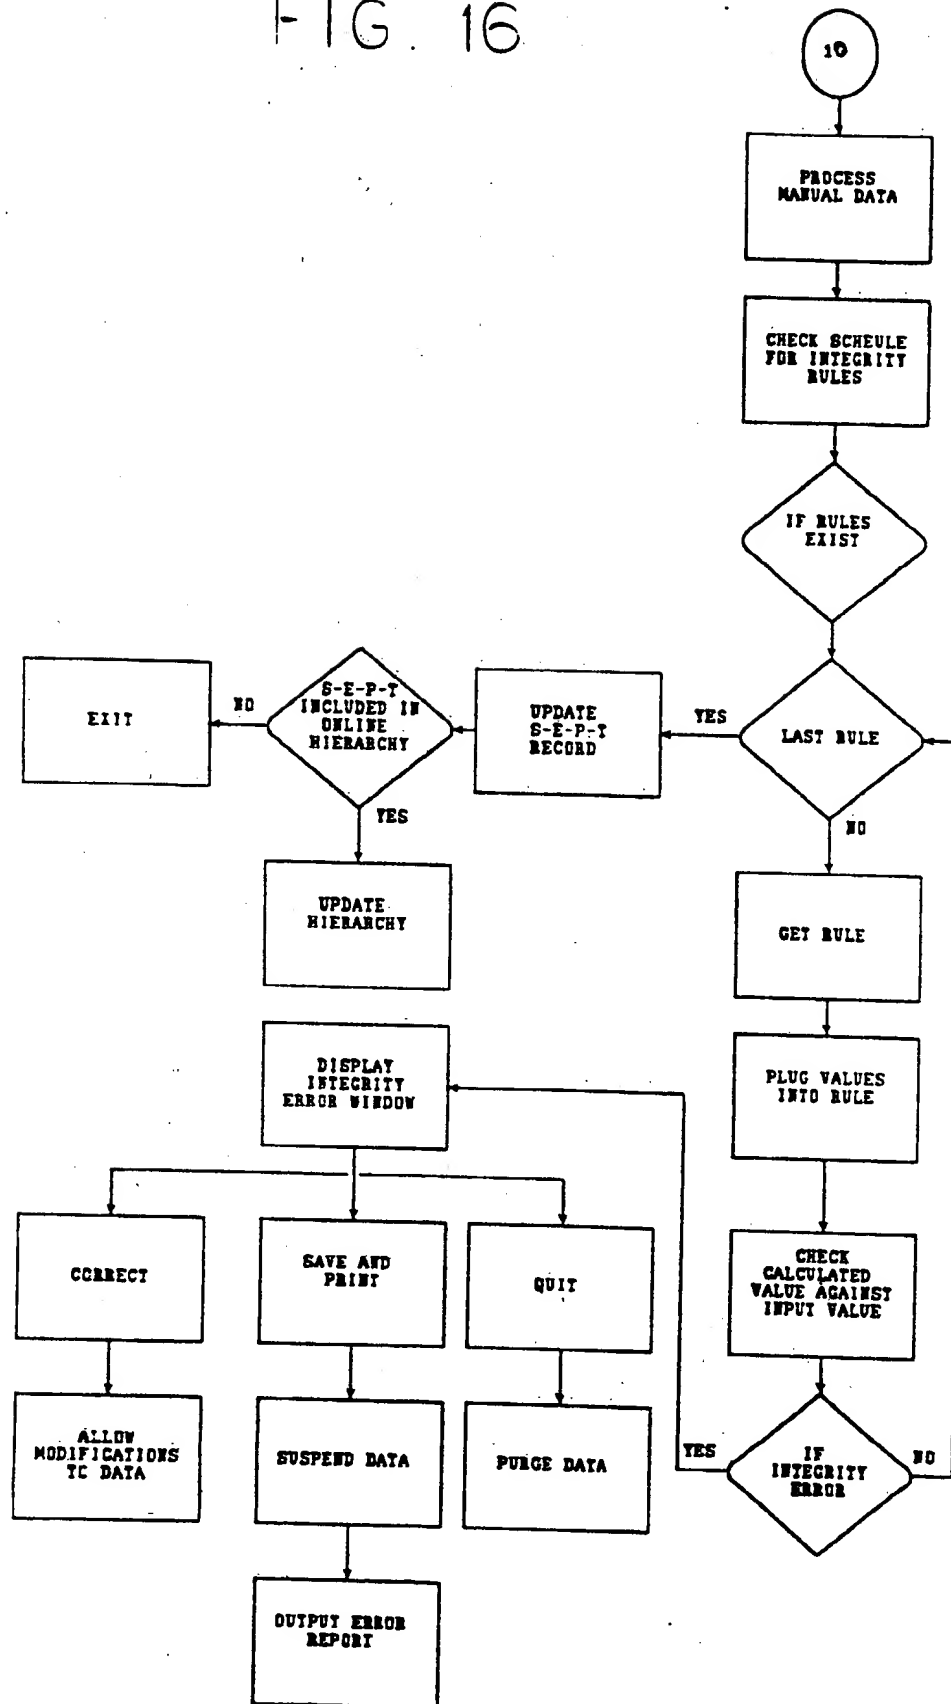 FIG. 16
10
PROCESS
MANUAL DATA
CHECK SCHEULE
FOR INTEGRITY
RULES
IF RULES
EXIST
LAST RULE
YES
NO
UPDATE
S-E-P-T
RECORD
S-E-P-T
INCLUDED IN
ONLINE
HIERARCHY
NO
YES
EXIT
UPDATE
HIERARCHY
GET RULE
PLUG VALUES
INTO RULE
CHECK
CALCULATED
VALUE AGAINST
INPUT VALUE
IF
INTEGRITY
ERROR
YES
NO
DISPLAY
INTEGRITY
ERROR WINDOW
CORRECT
SAVE AND
PRINT
QUIT
ALLOW
MODIFICATIONS
TO DATA
SUSPEND DATA
PURGE DATA
OUTPUT ERROR
REPORT